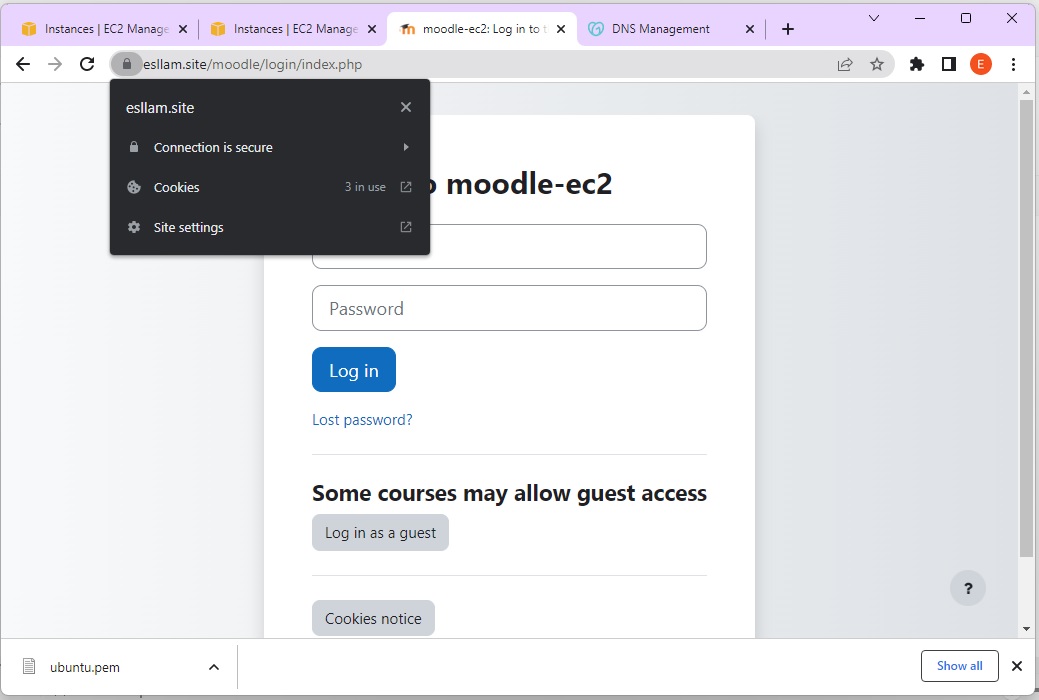 Instances | EC2 Manage
Instances | EC2 Manage
moodle-ec2: Log in to t
DNS Management
esllam.site/moodle/login/index.php
E
esllam.site
Connection is secure
Cookies 3 in use
Site settings
moodle-ec2
Password
Log in
Lost password?
Some courses may allow guest access
Log in as a guest
Cookies notice
?
ubuntu.pem
Show all